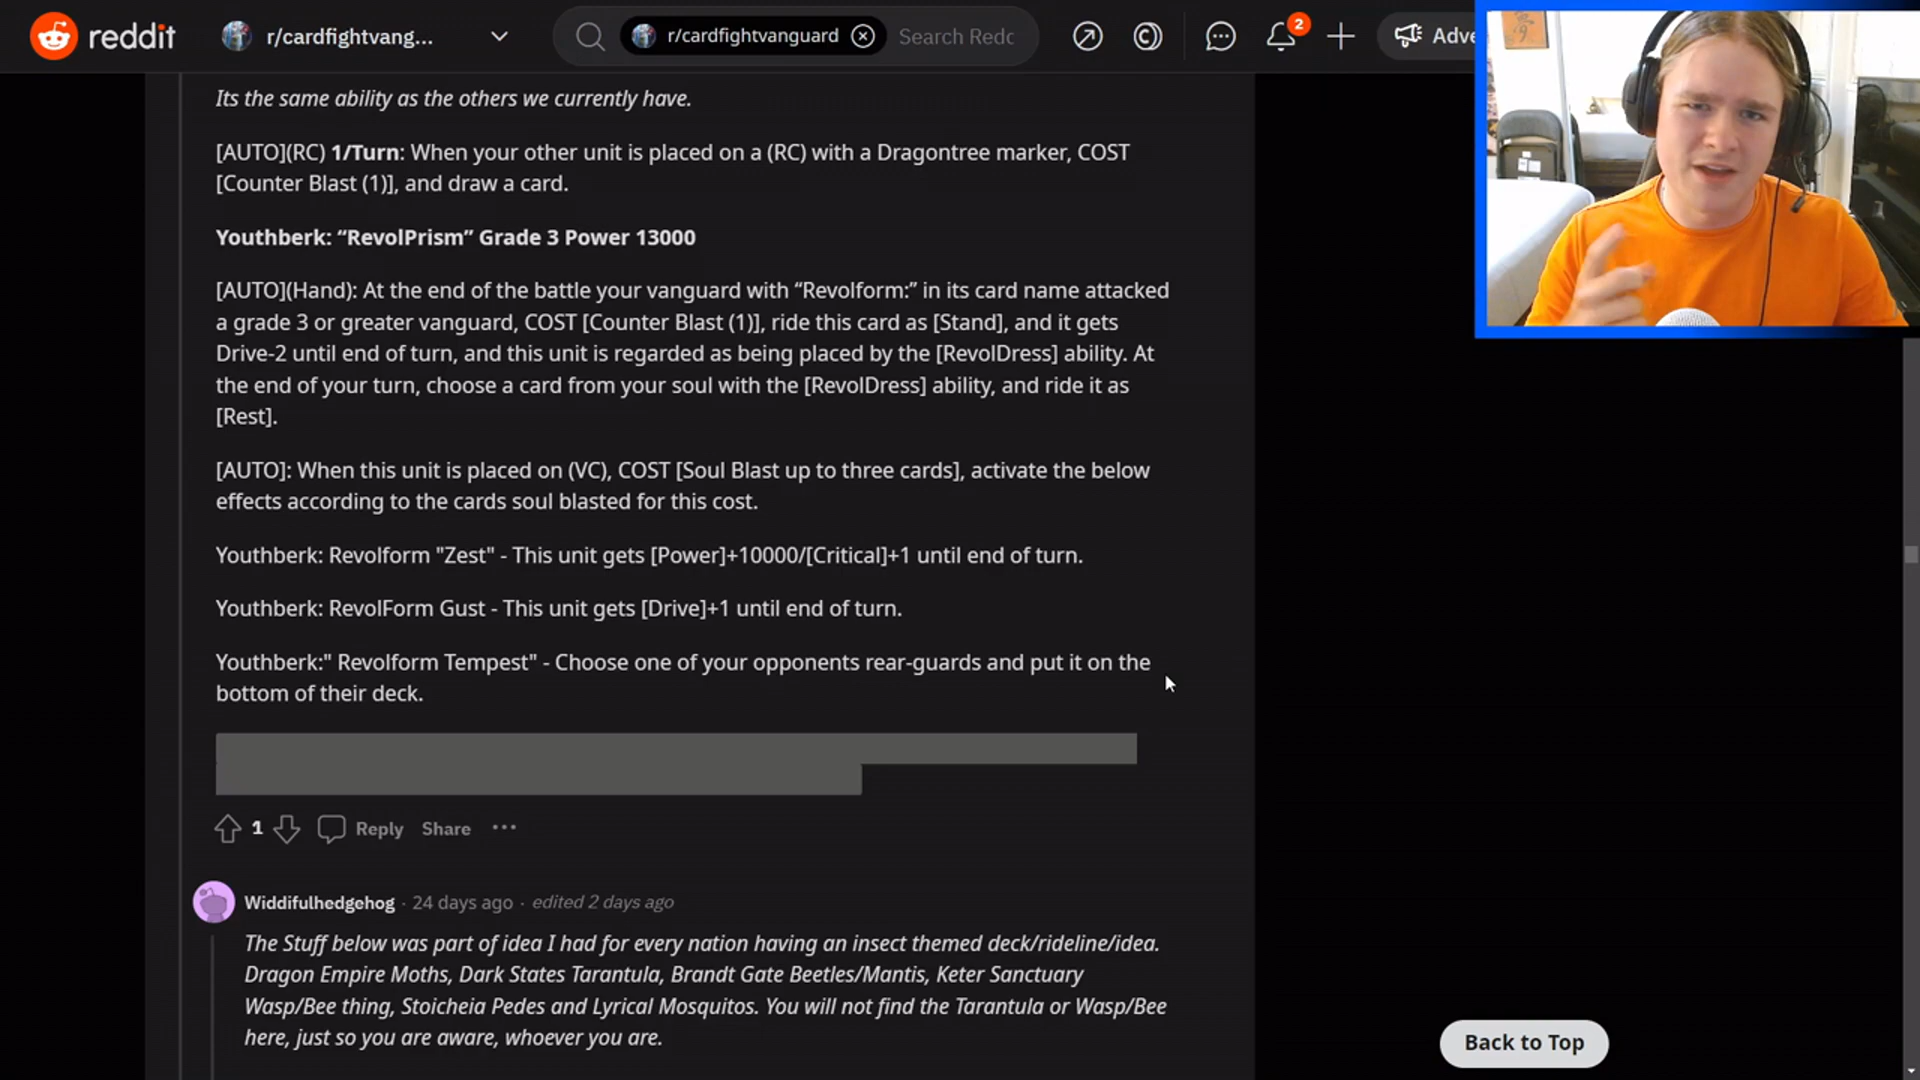 reddit
r/cardfightvang...
r/cardfightvanguard
Search Redc
2
Adve
夢
Its the same ability as the others we currently have.
[AUTO](RC) 1/Turn: When your other unit is placed on a (RC) with a Dragontree marker, COST
[Counter Blast (1)], and draw a card.
Youthberk: “RevolPrism” Grade 3 Power 13000
[AUTO](Hand): At the end of the battle your vanguard with “Revolform:” in its card name attacked
a grade 3 or greater vanguard, COST [Counter Blast (1)], ride this card as [Stand], and it gets
Drive-2 until end of turn, and this unit is regarded as being placed by the [RevolDress] ability. At
the end of your turn, choose a card from your soul with the [RevolDress] ability, and ride it as
[Rest].
[AUTO]: When this unit is placed on (VC), COST [Soul Blast up to three cards], activate the below
effects according to the cards soul blasted for this cost.
Youthberk: Revolform "Zest" - This unit gets [Power]+10000/[Critical]+1 until end of turn.
Youthberk: RevolForm Gust - This unit gets [Drive]+1 until end of turn.
Youthberk:" Revolform Tempest" - Choose one of your opponents rear-guards and put it on the
bottom of their deck.
1 Reply Share
Widdifulhedgehog · 24 days ago · edited 2 days ago
The Stuff below was part of idea I had for every nation having an insect themed deck/rideline/idea.
Dragon Empire Moths, Dark States Tarantula, Brandt Gate Beetles/Mantis, Keter Sanctuary
Wasp/Bee thing, Stoicheia Pedes and Lyrical Mosquitos. You will not find the Tarantula or Wasp/Bee
here, just so you are aware, whoever you are.
Back to Top